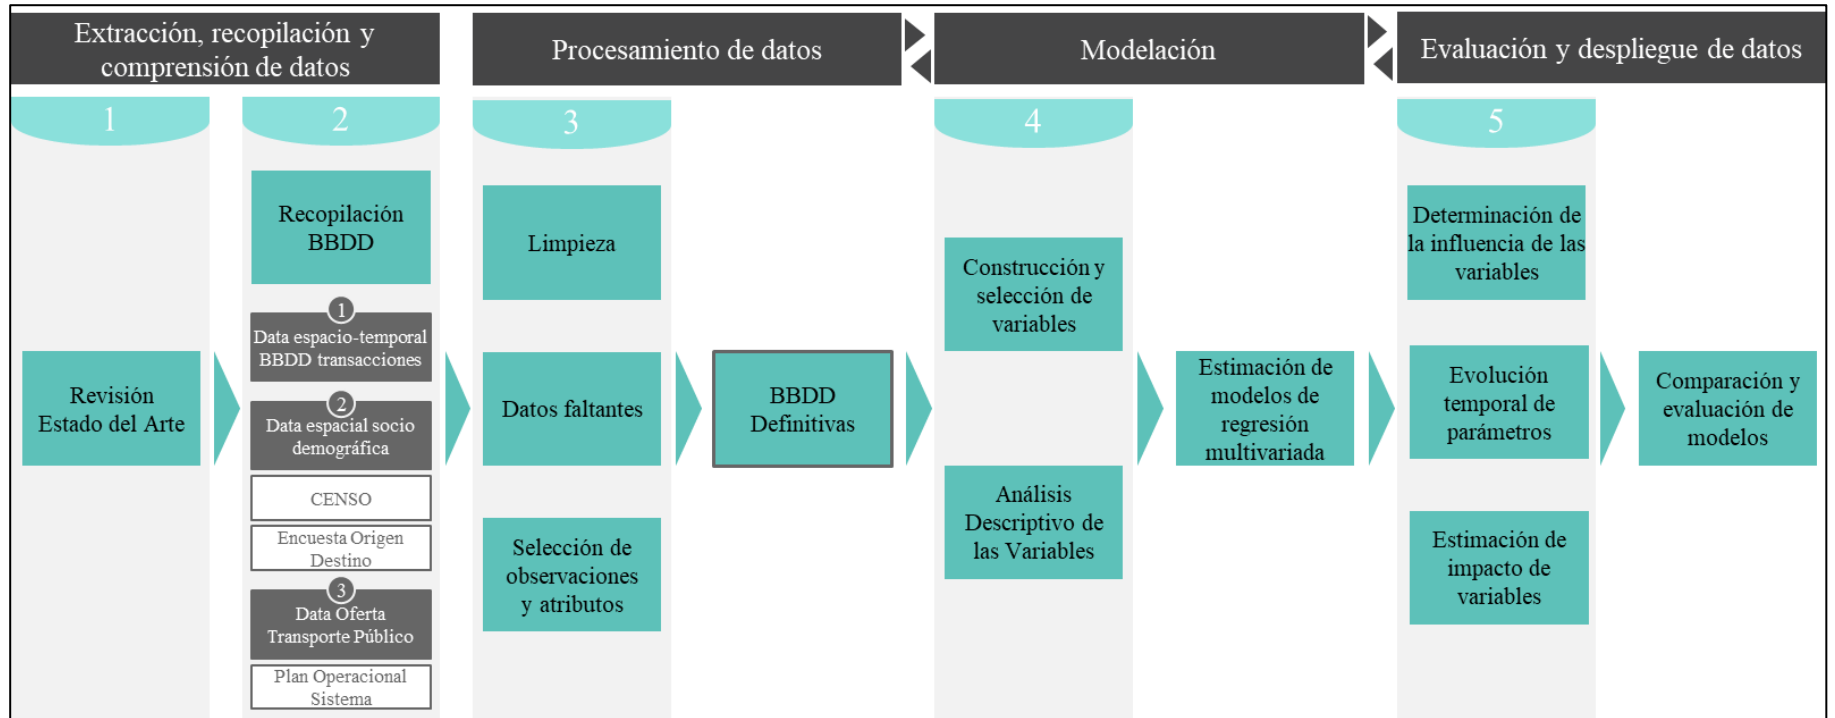 Extracción, recopilación y
comprensión de datos
Procesamiento de datos
Modelación
Evaluación y despliegue de datos
1
Revisión
Estado del Arte
2
Recopilación
BBDD
1
Data espacio-temporal
BBDD transacciones
2
Data espacial socio
demográfica
CENSO
Encuesta Origen
Destino
3
Data Oferta
Transporte Público
Plan Operacional
Sistema
3
Limpieza
Datos faltantes
Selección de
observaciones
y atributos
BBDD
Definitivas
4
Construcción y
selección de
variables
Análisis
Descriptivo de
las Variables
Estimación de
modelos de
regresión
multivariada
5
Determinación de
la influencia de las
variables
Evolución
temporal de
parámetros
Estimación de
impacto de
variables
Comparación y
evaluación de
modelos